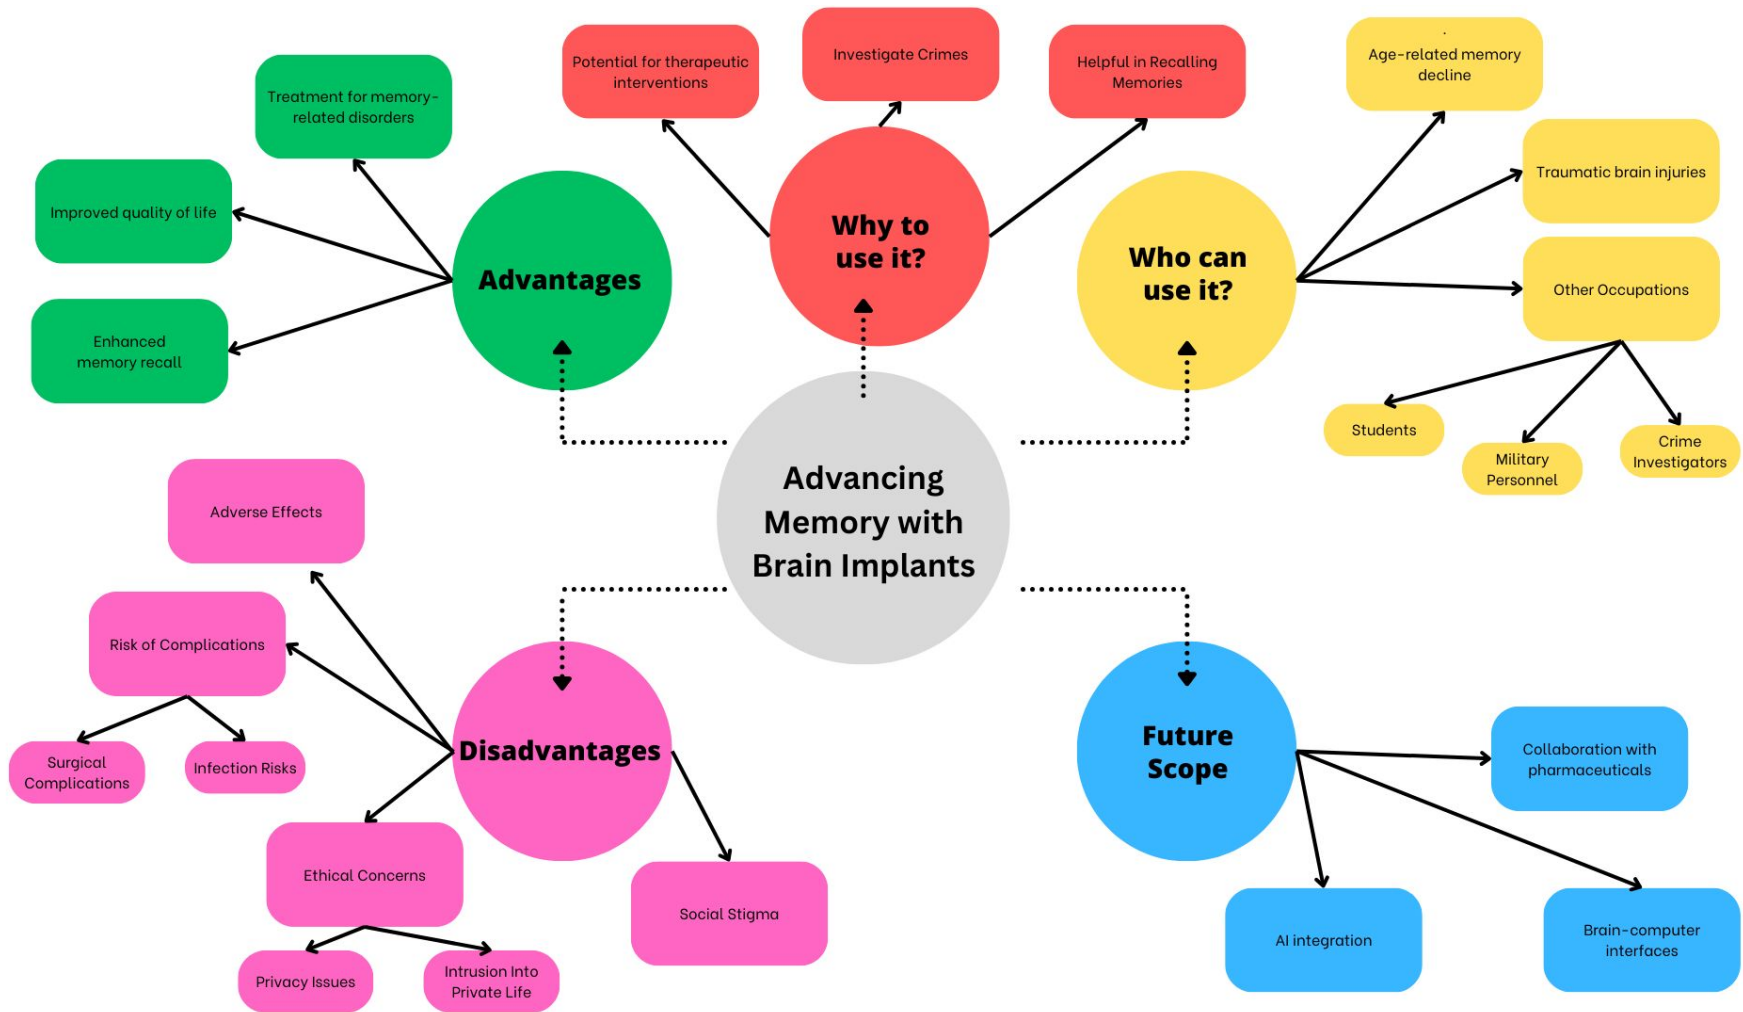 Potential for therapeutic
interventions
Investigate Crimes
Helpful in Recalling
Memories
Age-related memory
decline
Treatment for memory-
related disorders
Improved quality of life
Enhanced
memory recall
Advantages
Why to
use it?
Who can
use it?
Traumatic brain injuries
Other Occupations
Students
Military
Personnel
Crime
Investigators
Advancing
Memory with
Brain Implants
Adverse Effects
Risk of Complications
Surgical
Complications
Infection Risks
Disadvantages
Ethical Concerns
Privacy Issues
Intrusion Into
Private Life
Social Stigma
Future
Scope
Collaboration with
pharmaceuticals
AI integration
Brain-computer
interfaces